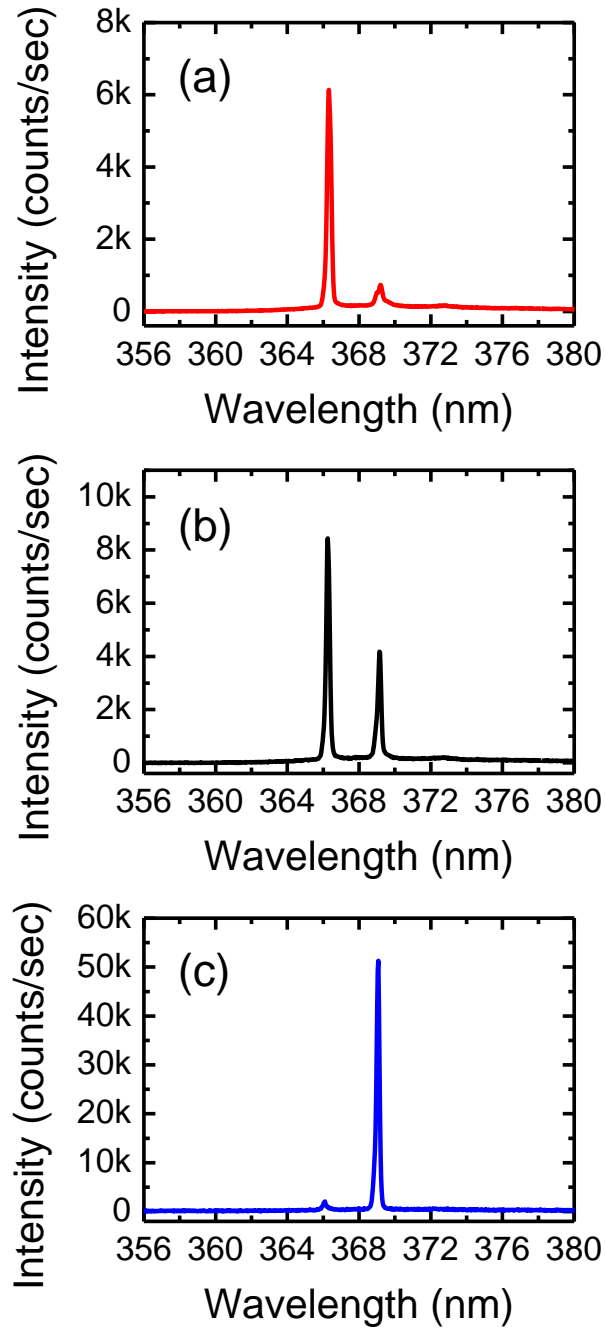 8k
(a)
6k
4k
2k
0
356 360 364 368 372 376 380
Wavelength (nm)
Intensity (counts/sec)
10k
(b)
8k
6k
4k
2k
0
356 360 364 368 372 376 380
Wavelength (nm)
Intensity (counts/sec)
60k
(c)
50k
40k
30k
20k
10k
0
356 360 364 368 372 376 380
Wavelength (nm)
Intensity (counts/sec)